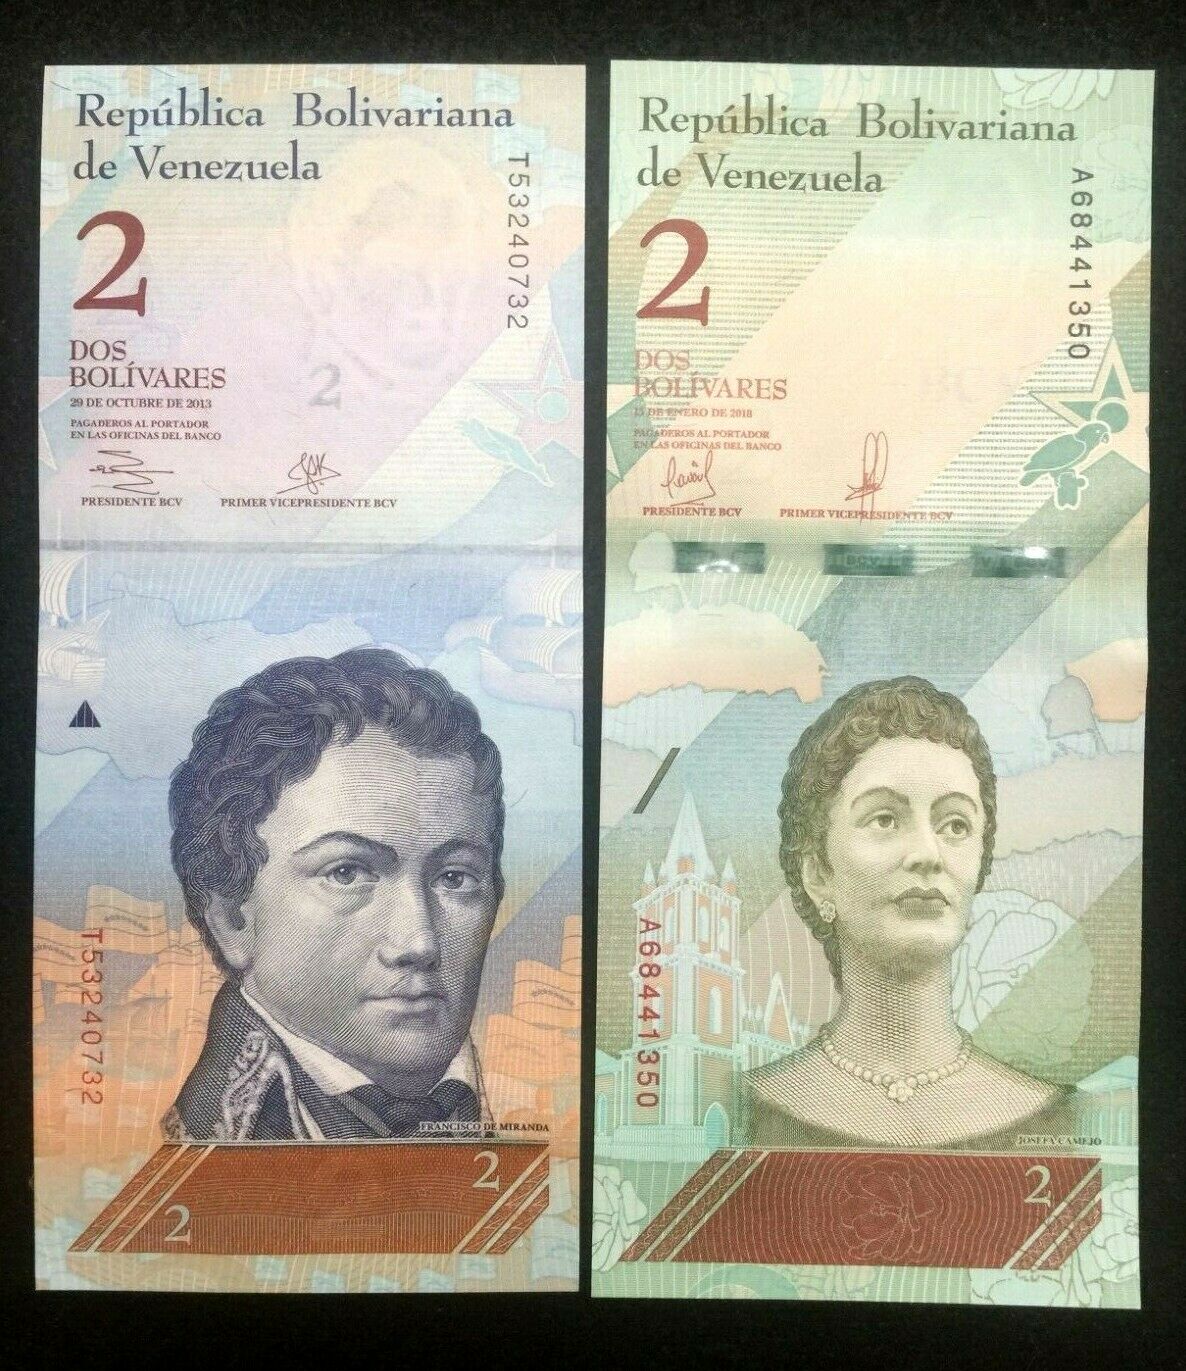 República Bolivariana
de Venezuela
T53240732
2
DOS
BOLÍVARES
29 DE OCTUBRE DE 2013
PAGADEROS AL PORTADOR
EN LAS OFICINAS DEL BANCO
2
PRESIDENTE BCV
PRIMER VICEPRESIDENTE BCV
T53240732
FRANCISCO DE MIRANDA
2
2
República Bolivariana
de Venezuela
A68441350
2
DOS
BOLÍVARES
15 DE ENERO DE 2018
PAGADEROS AL PORTADOR
EN LAS OFICINAS DEL BANCO
PRESIDENTE BCV
PRIMER VICEPRESIDENTE BCV
A68441350
JOSEFA CAMEJO
2